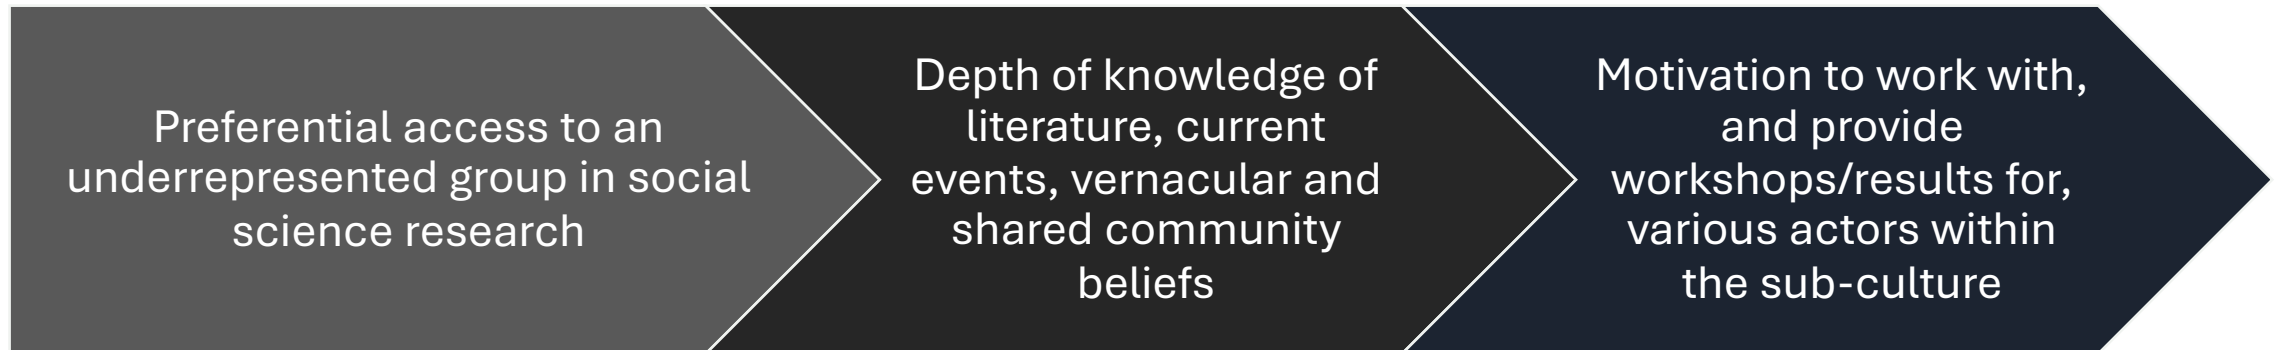 Preferential access to an
underrepresented group in social
science research
Depth of knowledge of
literature, current
events, vernacular and
shared community
beliefs
Motivation to work with,
and provide
workshops/results for,
various actors within
the sub-culture